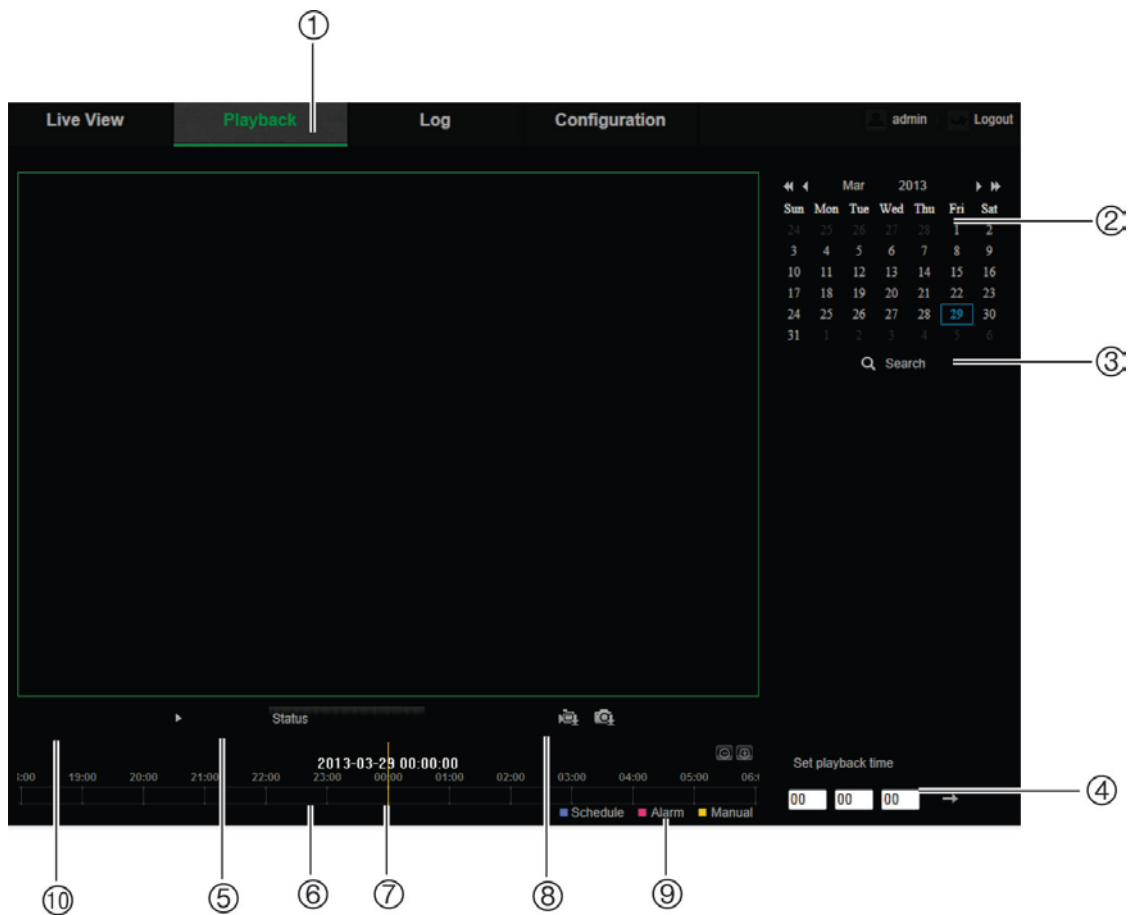 ①
Live View Playback Log Configuration admin Logout
Mar 2013
Sun Mon Tue Wed Thu Fri Sat
24 25 26 27 28 1 2
②
3 4 5 6 7 8 9
10 11 12 13 14 15 16
17 18 19 20 21 22 23
24 25 26 27 28 29 30
31 1 2 3 4 5 6
Search
③
Status
2013-03-29 00:00:00
:00 19:00 20:00 21:00 22:00 23:00 00:00 01:00 02:00 03:00 04:00 05:00 06:
Set playback time
00 00 00
④
Schedule Alarm Manual
⑩ ⑤ ⑥ ⑦ ⑧ ⑨